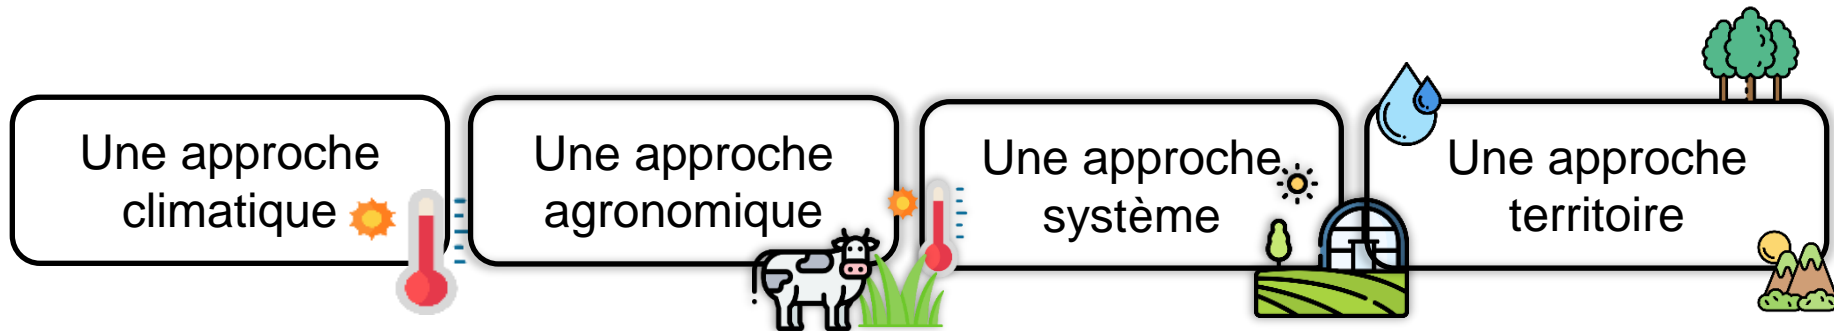 Une approche
climatique
Une approche
agronomique
Une approche
système
Une approche
territoire